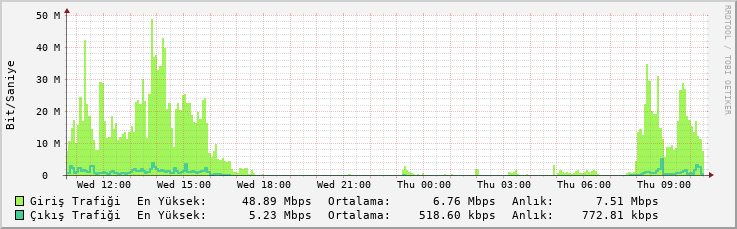 50 M
40 M
30 M
20 M
10 M
0
Bit/Saniye
RRDTOOL / TOBI OETIKER
Wed 12:00 Wed 15:00 Wed 18:00 Wed 21:00 Thu 00:00 Thu 03:00 Thu 06:00 Thu 09:00
Giriş Trafiği En Yüksek: 48.89 Mbps Ortalama: 6.76 Mbps Anlık: 7.51 Mbps
Çıkış Trafiği En Yüksek: 5.23 Mbps Ortalama: 518.60 kbps Anlık: 772.81 kbps